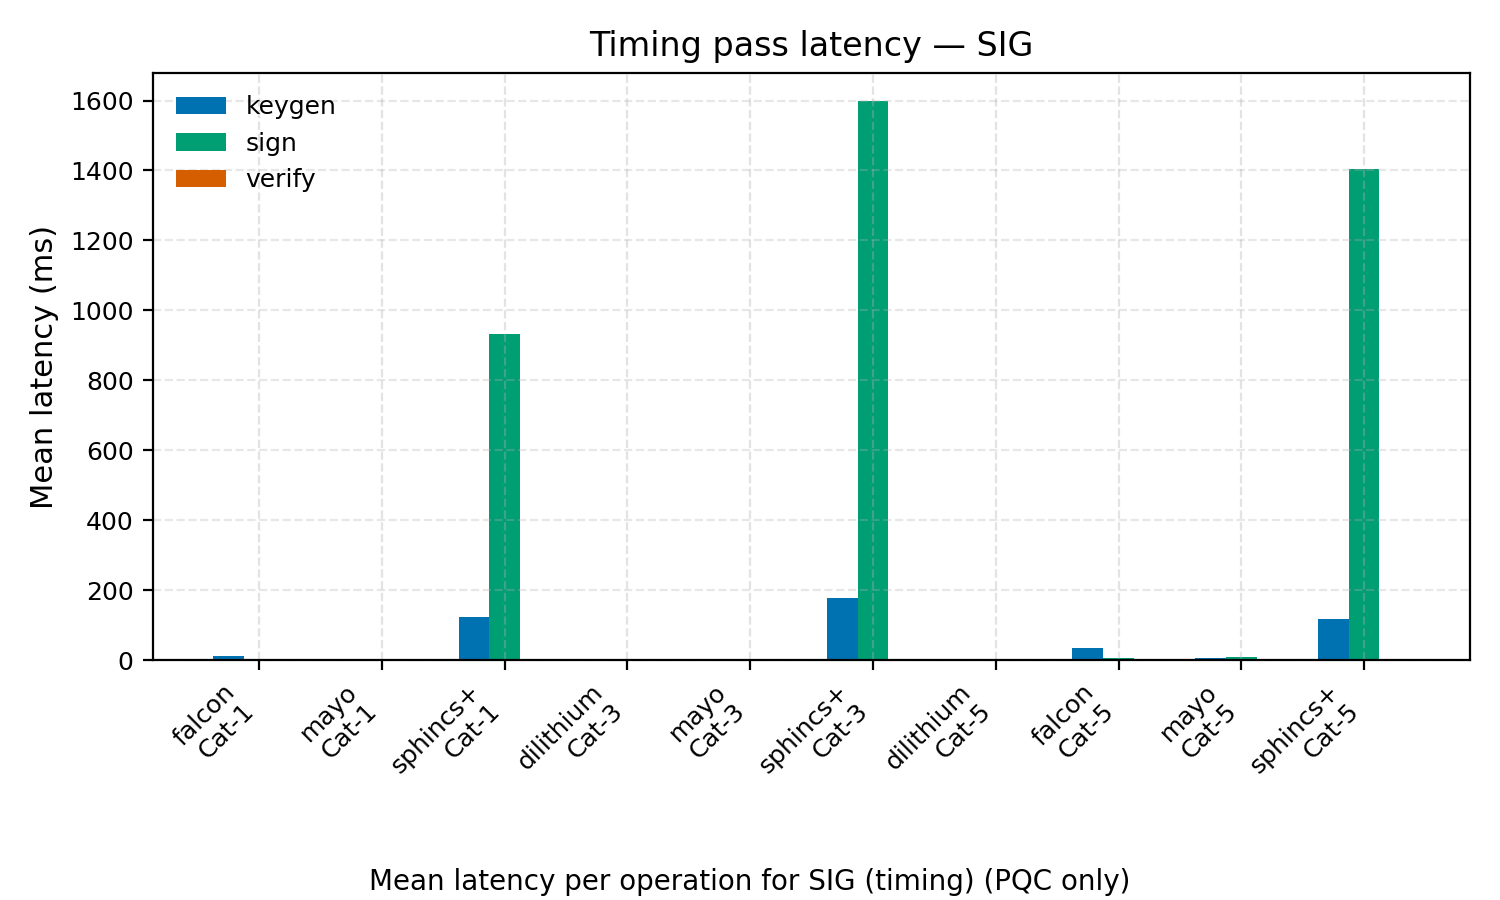 Timing pass latency — SIG
keygen
sign
verify
Mean latency (ms)
1600
1400
1200
1000
800
600
400
200
0
falcon
Cat-1
mayo
Cat-1
sphincs+
Cat-1
dilithium
Cat-3
mayo
Cat-3
sphincs+
Cat-3
dilithium
Cat-5
falcon
Cat-5
mayo
Cat-5
sphincs+
Cat-5
Mean latency per operation for SIG (timing) (PQC only)